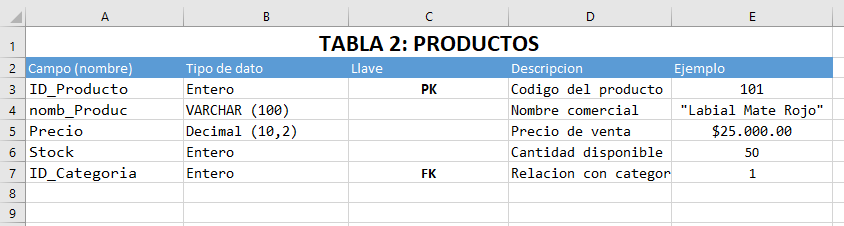 A B C D E
1 TABLA 2: PRODUCTOS
2 Campo (nombre) Tipo de dato Llave Descripcion Ejemplo
3 ID_Producto Entero PK Codigo del producto 101
4 nomb_Produc VARCHAR (100) Nombre comercial "Labial Mate Rojo"
5 Precio Decimal (10,2) Precio de venta $25.000.00
6 Stock Entero Cantidad disponible 50
7 ID_Categoria Entero FK Relacion con categor 1
8
9